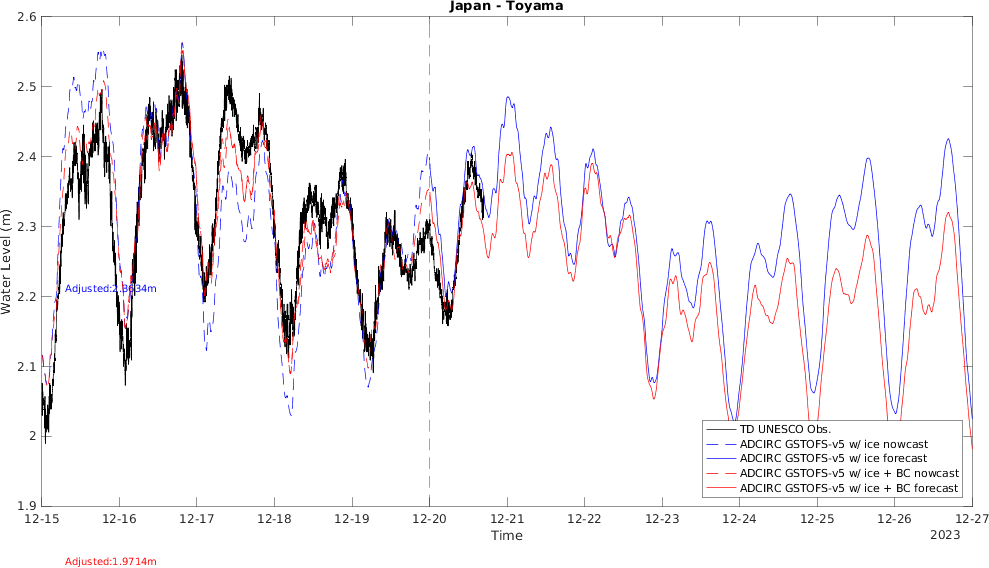 Japan - Toyama
2.6
2.5
2.4
2.3
2.2
2.1
2
1.9
Water Level (m)
TD UNESCO Obs.
ADCIRC GSTOFS-v5 w/ ice nowcast
ADCIRC GSTOFS-v5 w/ ice forecast
ADCIRC GSTOFS-v5 w/ ice + BC nowcast
ADCIRC GSTOFS-v5 w/ ice + BC forecast
12-15 12-16 12-17 12-18 12-19 12-20 12-21 12-22 12-23 12-24 12-25 12-26 12-27
Time
2023
Adjusted:1.9714m